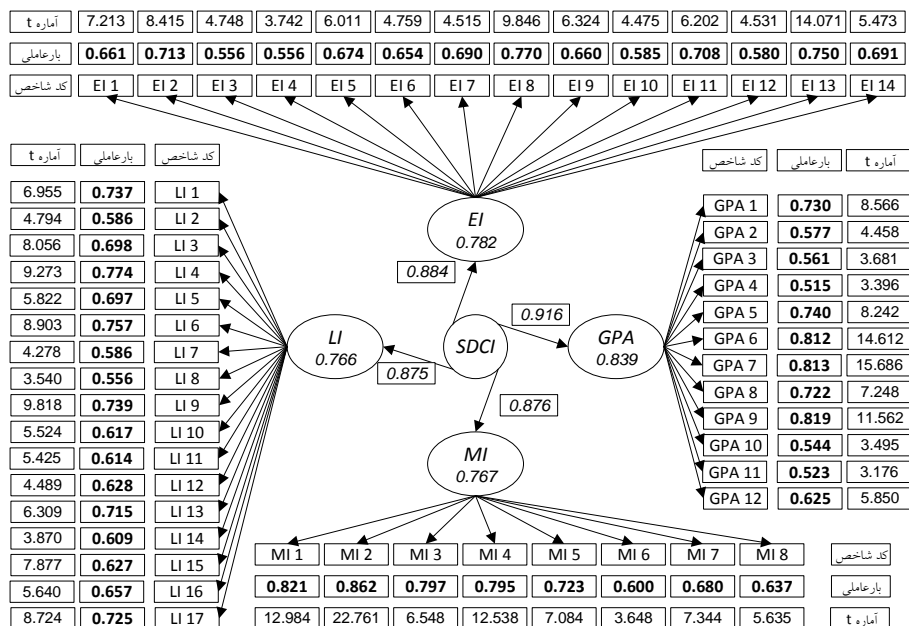 آماره t 7.213 8.415 4.748 3.742 6.011 4.759 4.515 9.846 6.324 4.475 6.202 4.531 14.071 5.473
بارعاملی 0.661 0.713 0.556 0.556 0.674 0.654 0.690 0.770 0.660 0.585 0.708 0.580 0.750 0.691
کد شاخص EI 1 EI 2 EI 3 EI 4 EI 5 EI 6 EI 7 EI 8 EI 9 EI 10 EI 11 EI 12 EI 13 EI 14
آماره t بارعاملی کد شاخص
6.955 0.737 LI 1
4.794 0.586 LI 2
8.056 0.698 LI 3
9.273 0.774 LI 4
5.822 0.697 LI 5
8.903 0.757 LI 6
4.278 0.586 LI 7
3.540 0.556 LI 8
9.818 0.739 LI 9
5.524 0.617 LI 10
5.425 0.614 LI 11
4.489 0.628 LI 12
6.309 0.715 LI 13
3.870 0.609 LI 14
7.877 0.627 LI 15
5.640 0.657 LI 16
8.724 0.725 LI 17
EI
0.782
0.884
0.916
LI
0.766
SDCI
GPA
0.839
0.875
0.876
MI
0.767
کد شاخص بارعاملی آماره t
GPA 1 0.730 8.566
GPA 2 0.577 4.458
GPA 3 0.561 3.681
GPA 4 0.515 3.396
GPA 5 0.740 8.242
GPA 6 0.812 14.612
GPA 7 0.813 15.686
GPA 8 0.722 7.248
GPA 9 0.819 11.562
GPA 10 0.544 3.495
GPA 11 0.523 3.176
GPA 12 0.625 5.850
MI 1 MI 2 MI 3 MI 4 MI 5 MI 6 MI 7 MI 8 کد شاخص
0.821 0.862 0.797 0.795 0.723 0.600 0.680 0.637 بارعاملی
12.984 22.761 6.548 12.538 7.084 3.648 7.344 5.635 آماره t